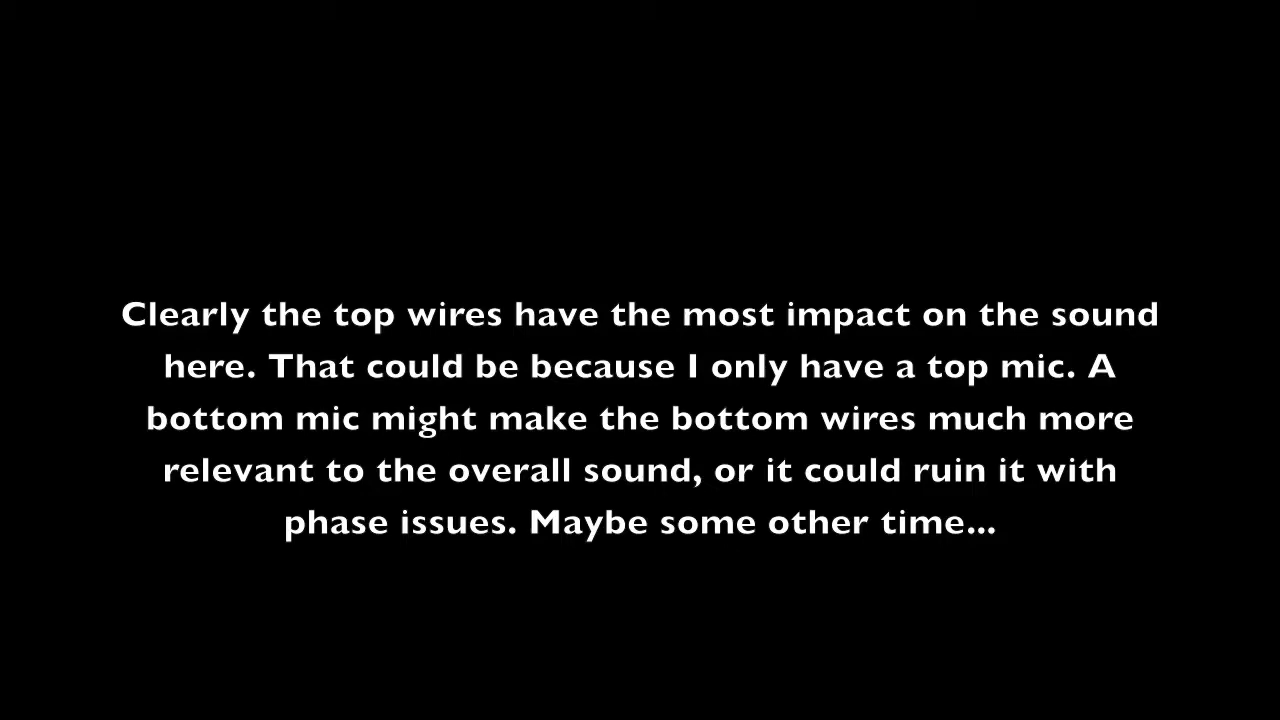 Clearly the top wires have the most impact on the sound
here. That could be because I only have a top mic. A
bottom mic might make the bottom wires much more
relevant to the overall sound, or it could ruin it with
phase issues. Maybe some other time...